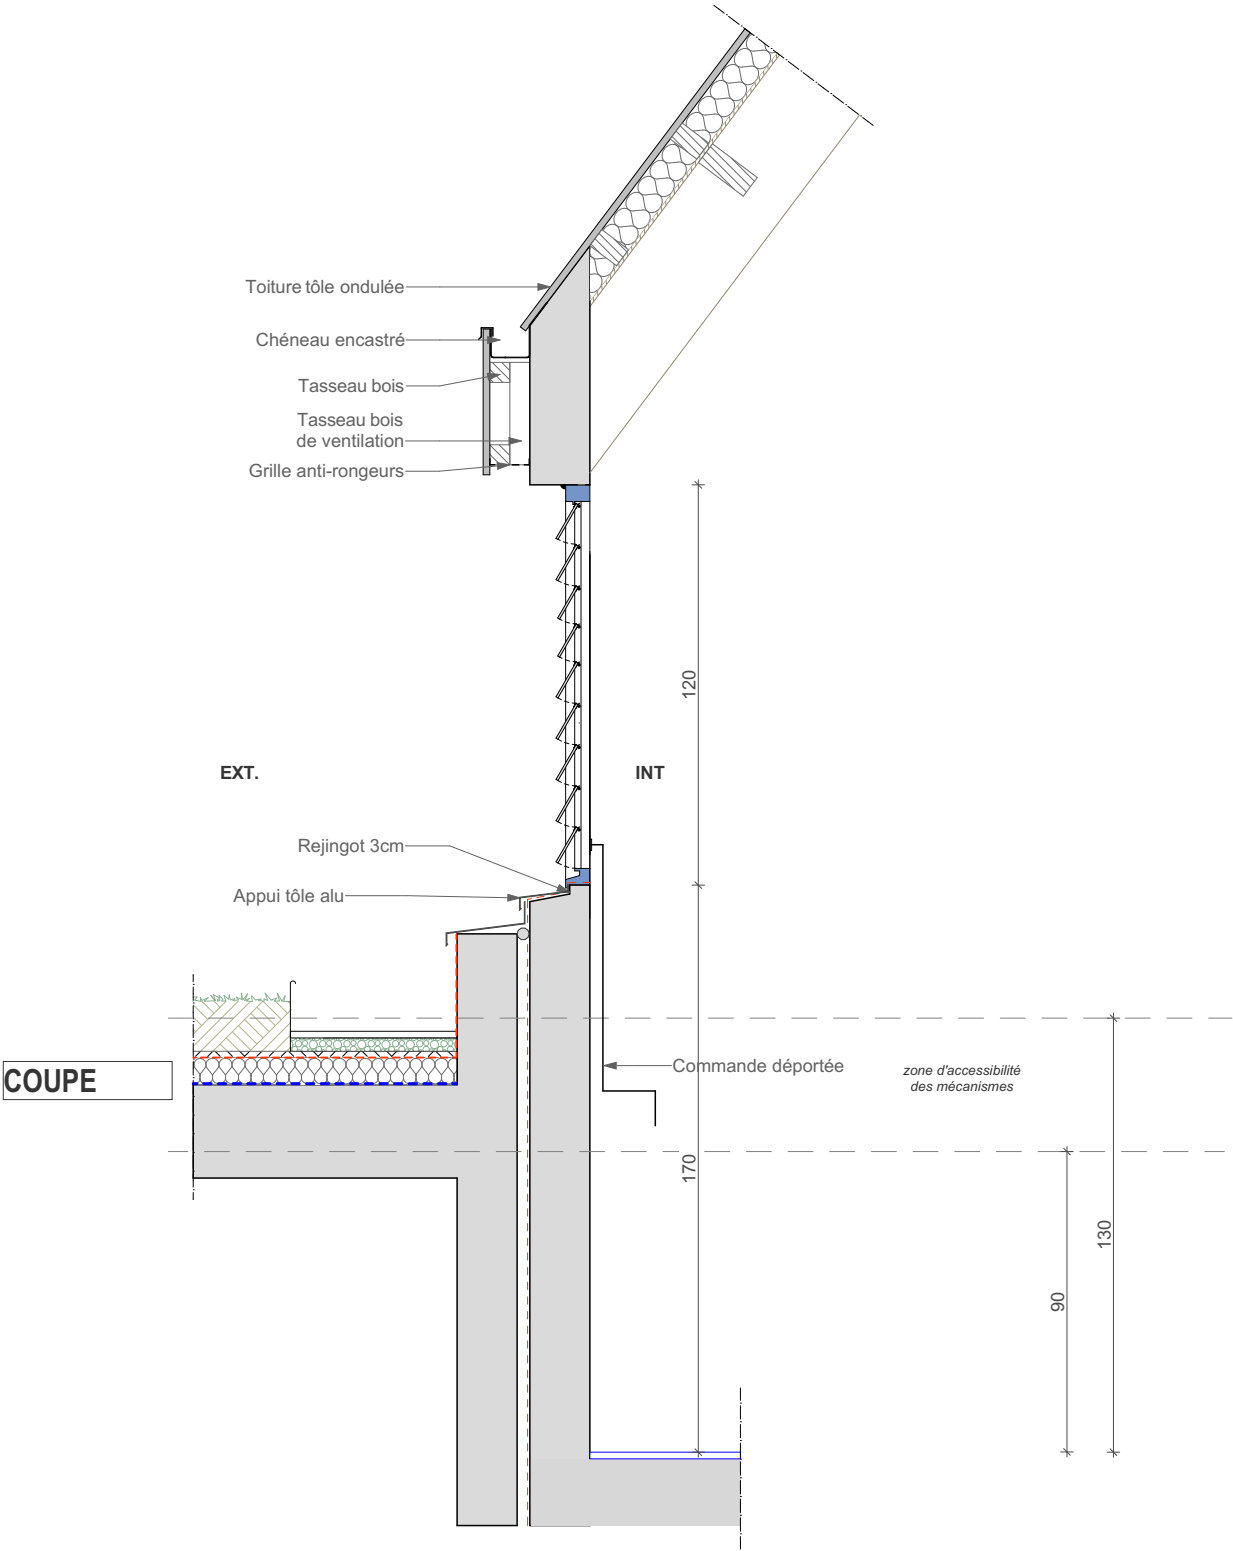 Toiture tôle ondulée
Chéneau encastré
Tasseau bois
Tasseau bois
de ventilation
Grille anti-rongeurs
120
EXT.
INT
Rejingot 3cm
Appui tôle alu
COUPE
Commande déportée
zone d'accessibilité
des mécanismes
170
130
90